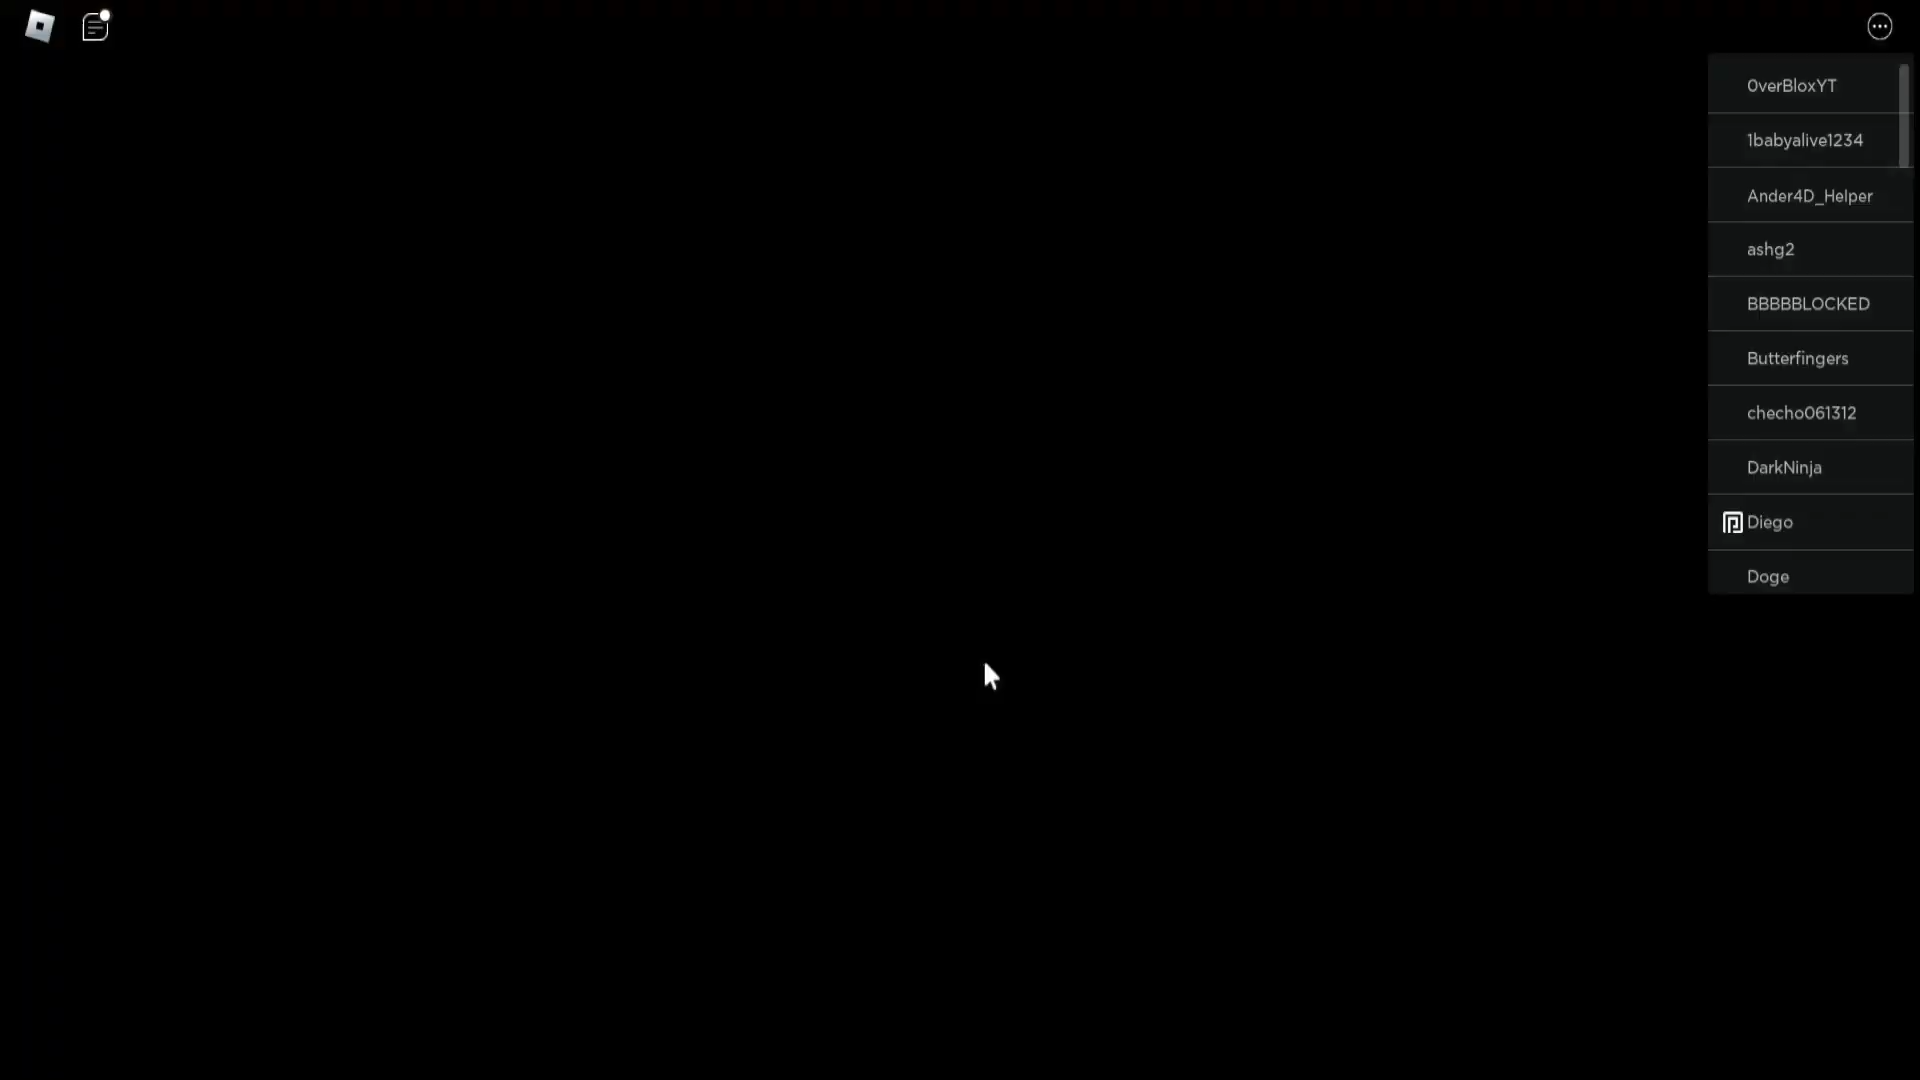 0verBloxYT
1babyalive1234
Ander4D_Helper
ashg2
BBBBBLOCKED
Butterfingers
checho061312
DarkNinja
Diego
Doge